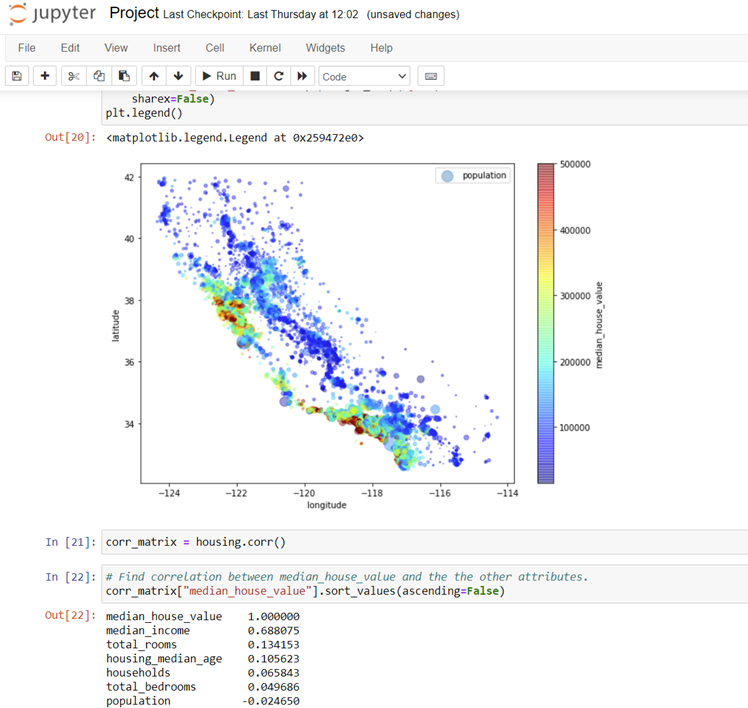 jupyter Project Last Checkpoint: Last Thursday at 12:02 (unsaved changes)
File Edit View Insert Cell Kernel Widgets Help
Run Code
sharex=False)
plt.legend()
Out[20]: <matplotlib.legend.Legend at 0x259472e0>
population
42
40
38
36
34
latitude
−124 −122 −120 −118 −116 −114
longitude
500000
400000
300000
200000
100000
median_house_value
In [21]: corr_matrix = housing.corr()
In [22]: # Find correlation between median_house_value and the the other attributes.
corr_matrix["median_house_value"].sort_values(ascending=False)
Out[22]: median_house_value 1.000000
median_income 0.688075
total_rooms 0.134153
housing_median_age 0.105623
households 0.065843
total_bedrooms 0.049686
population -0.024650